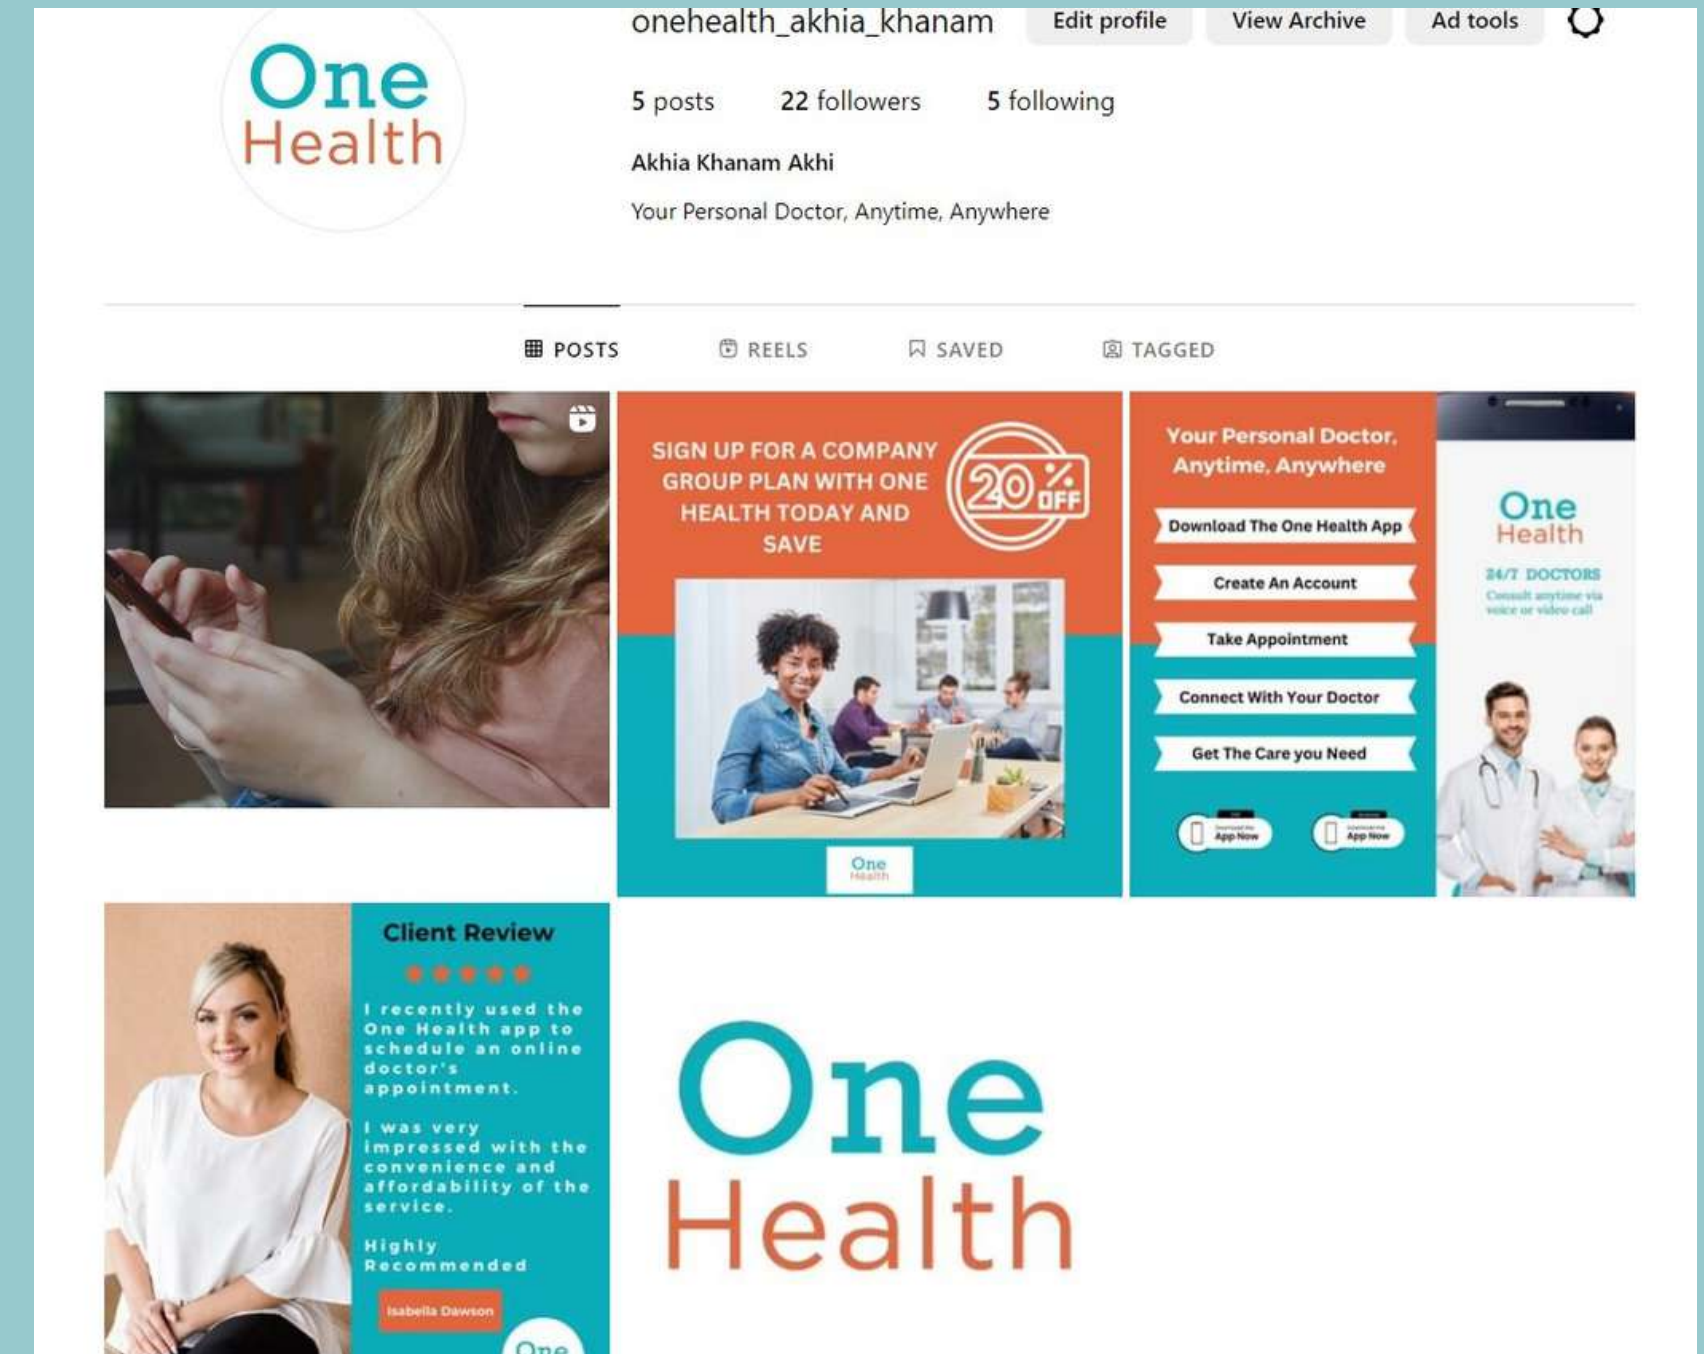 One
Health
onehealth_akhia_khanam
Edit profile
View Archive
Ad tools
5 posts
22 followers
5 following
Akhia Khanam Akhi
Your Personal Doctor, Anytime, Anywhere
POSTS
REELS
SAVED
TAGGED
SIGN UP FOR A COMPANY
GROUP PLAN WITH ONE
HEALTH TODAY AND
SAVE
20% OFF
One
Health
Your Personal Doctor,
Anytime, Anywhere
Download The One Health App
Create An Account
Take Appointment
Connect With Your Doctor
Get The Care you Need
App Now
App Now
One
Health
24/7 DOCTORS
Consult anytime via
voice or video call
Client Review
I recently used the
One Health app to
schedule an online
doctor's
appointment.
I was very
impressed with the
convenience and
affordability of the
service.
Highly
Recommended
Isabella Dawson
One
One
Health